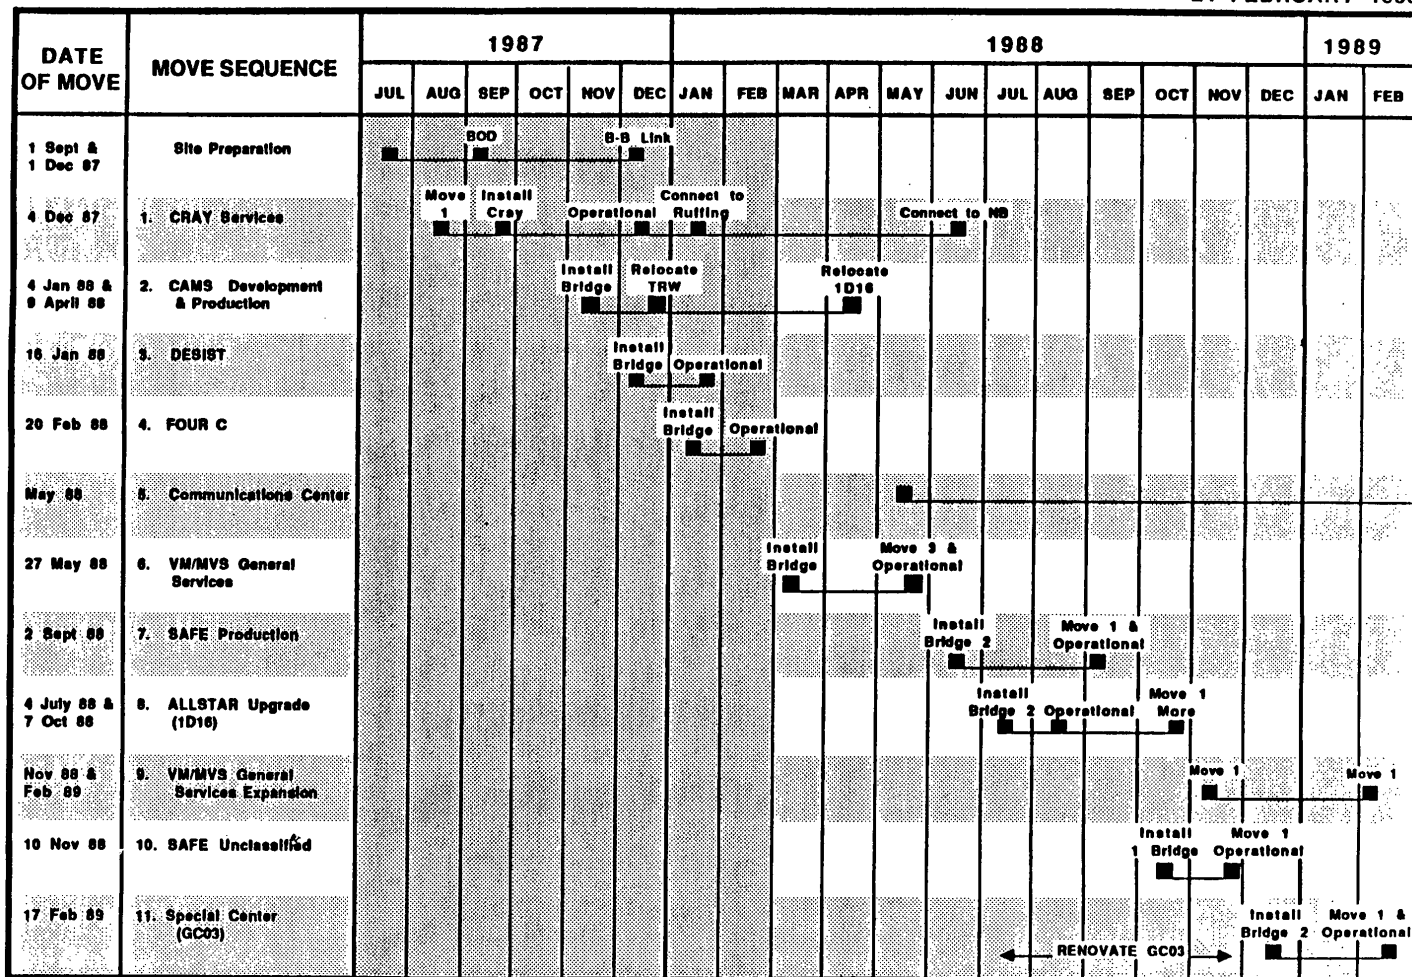 21 FEBRUARY
DATE OF MOVE
MOVE SEQUENCE
1987
1988
1989
JUL AUG SEP OCT NOV DEC JAN FEB MAR APR MAY JUN JUL AUG SEP OCT NOV DEC JAN FEB
1 Sept & 1 Dec 87
Site Preparation
BOD
B-B Link
4 Dec 87
1. CRAY Services
Move 1
Install Cray
Operational
Connect to Ruffing
Connect to NB
4 Jan 88 & 9 April 88
2. CAMS Development & Production
Install Bridge
Relocate TRW
Relocate 1D16
16 Jan 88
3. DESIST
Install Bridge
Operational
20 Feb 88
4. FOUR C
Install Bridge
Operational
May 88
5. Communications Center
27 May 88
6. VM/MVS General Services
Install Bridge
Move 3 & Operational
2 Sept 88
7. SAFE Production
Install Bridge 2
Move 1 & Operational
4 July 88 & 7 Oct 88
8. ALLSTAR Upgrade (1D16)
Install Bridge 2
Operational
Move 1 More
Nov 88 & Feb 89
9. VM/MVS General Services Expansion
Move 1
Move 1
10 Nov 88
10. SAFE Unclassified
Install 1 Bridge
Move 1 Operational
17 Feb 89
11. Special Center (GC03)
RENOVATE GC03
Install Bridge 2
Move 1 & Operational